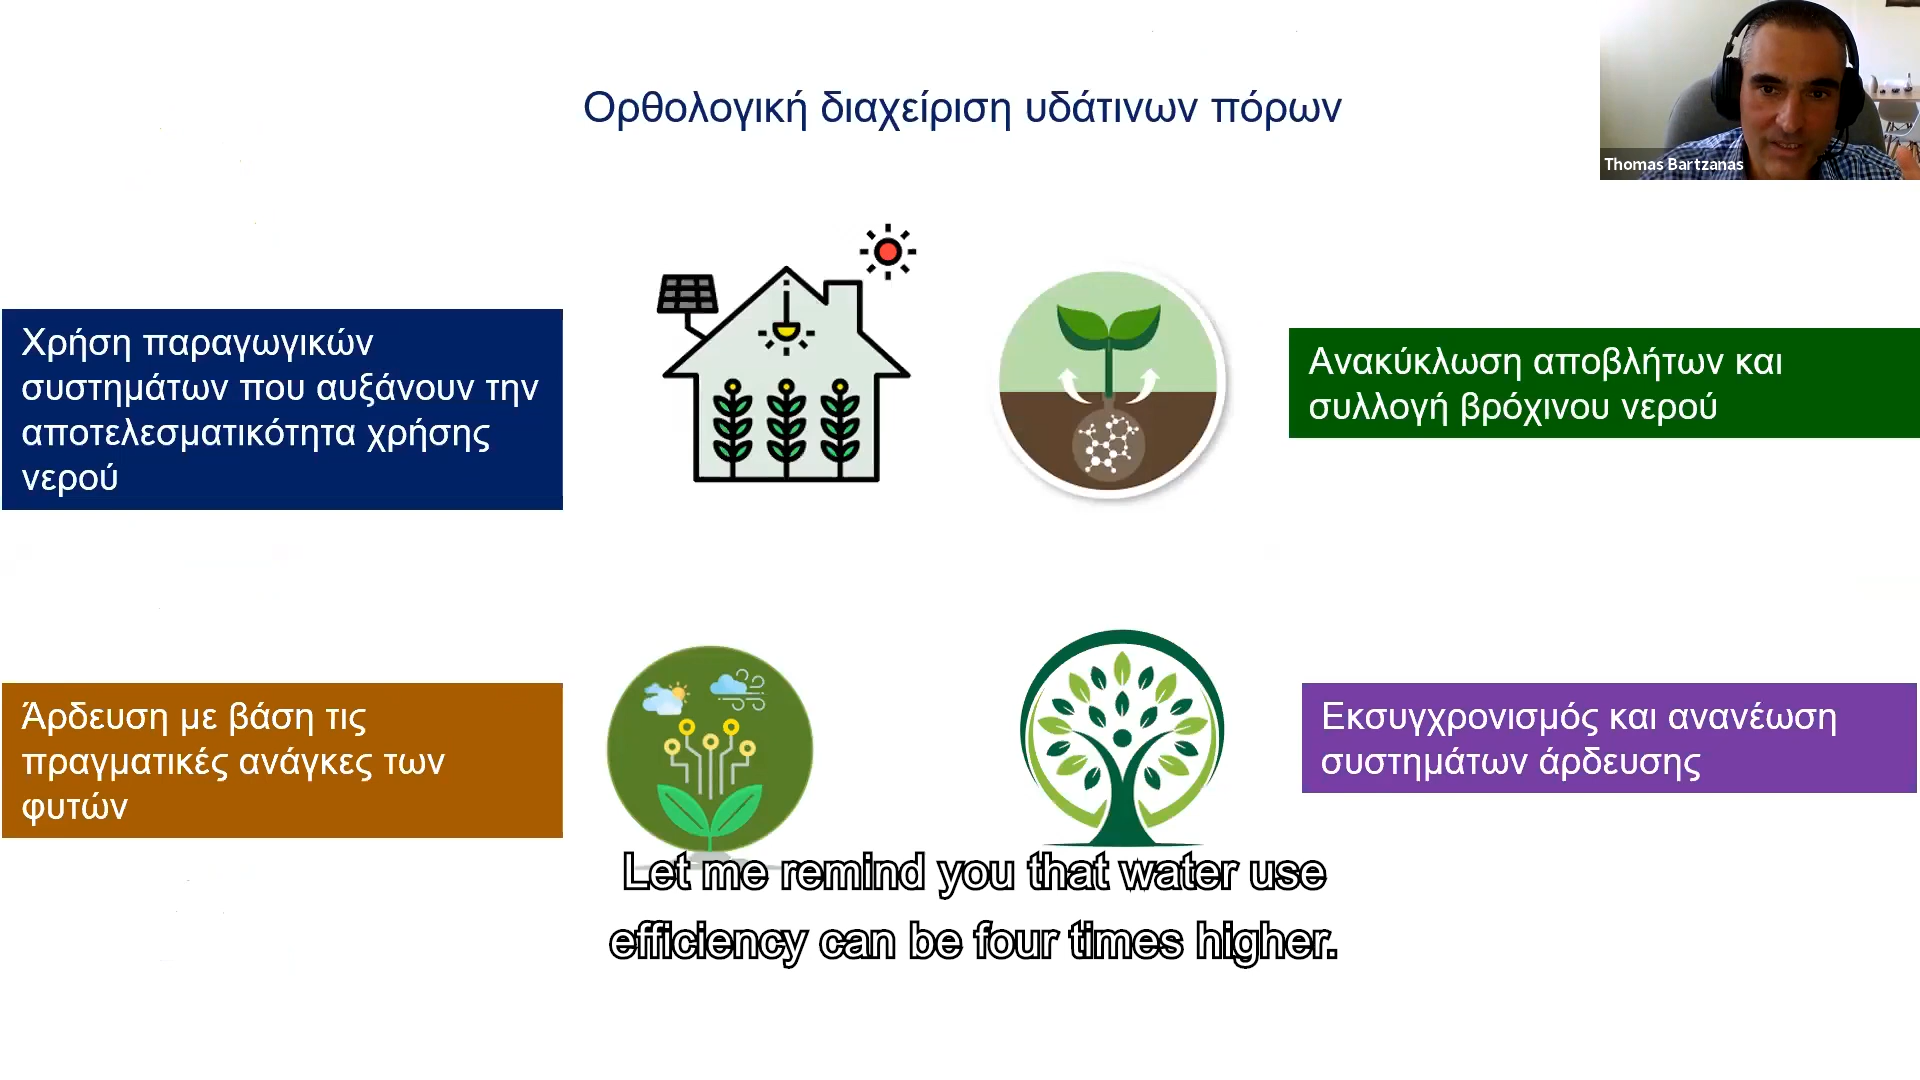 Ορθολογική διαχείριση υδάτινων πόρων
Thomas Bartzanas
Χρήση παραγωγικών
συστημάτων που αυξάνουν την
αποτελεσματικότητα χρήσης
νερού
Ανακύκλωση αποβλήτων και
συλλογή βρόχινου νερού
Άρδευση με βάση τις
πραγματικές ανάγκες των
φυτών
Εκσυγχρονισμός και ανανέωση
συστημάτων άρδευσης
Let me remind you that water use
efficiency can be four times higher.